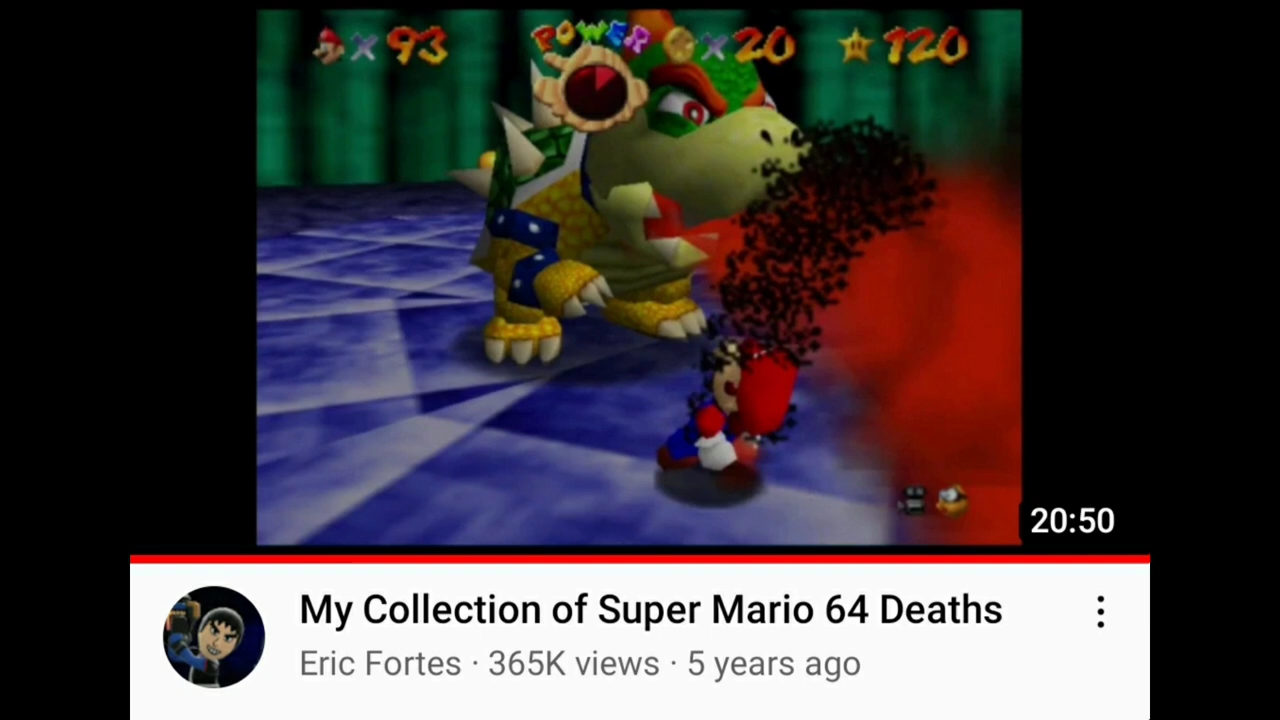 ×93 POWER ×20 120
20:50
My Collection of Super Mario 64 Deaths
Eric Fortes · 365K views · 5 years ago